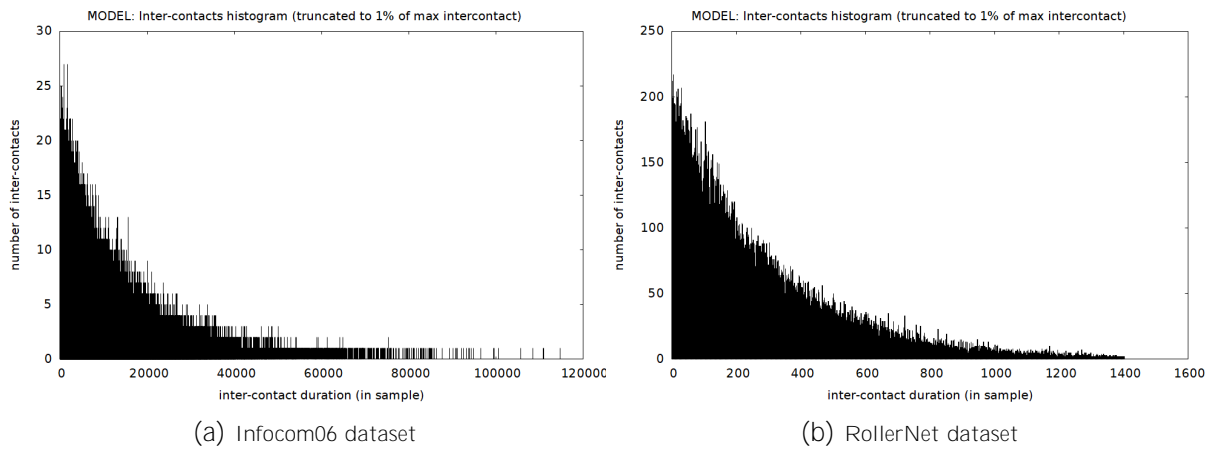 MODEL: Inter-contacts histogram (truncated to 1% of max intercontact)
number of inter-contacts
30
25
20
15
10
5
0
0 20000 40000 60000 80000 100000 120000
inter-contact duration (in sample)
(a) Infocom06 dataset
MODEL: Inter-contacts histogram (truncated to 1% of max intercontact)
number of inter-contacts
250
200
150
100
50
0
0 200 400 600 800 1000 1200 1400 1600
inter-contact duration (in sample)
(b) RollerNet dataset